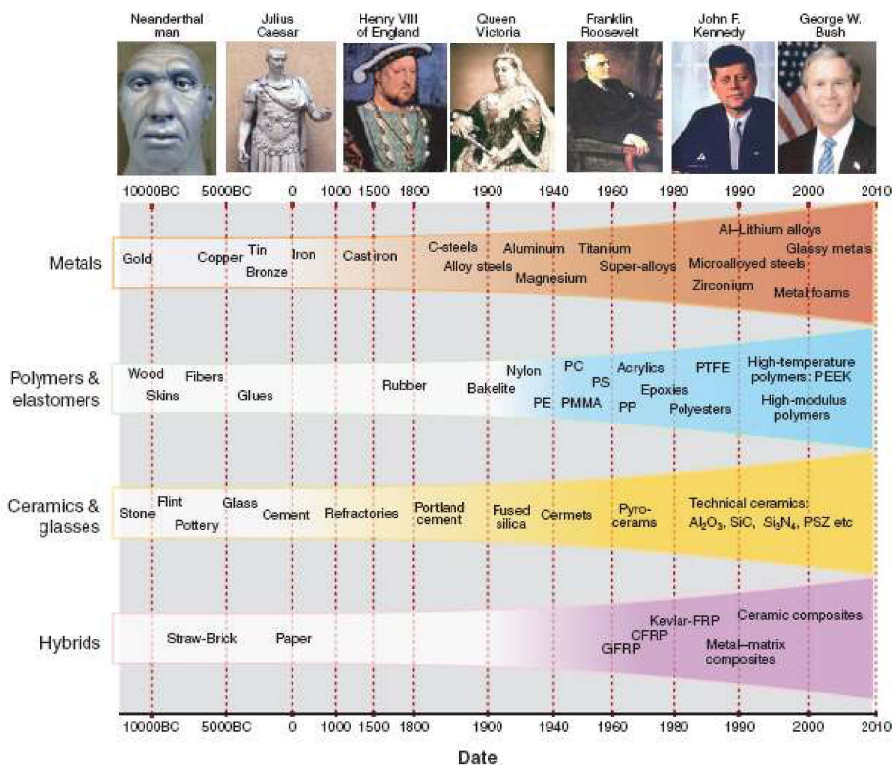 Neanderthal
man
Julius
Caesar
Henry VIII
of England
Queen
Victoria
Franklin
Roosevelt
John F.
Kennedy
George W.
Bush
10000BC 5000BC 0 1000 1500 1800 1900 1940 1960 1980 1990 2000 2010
Metals
Gold
Copper
Tin
Bronze
Iron
Cast iron
C-steels
Alloy steels
Aluminum
Magnesium
Titanium
Super-alloys
Al–Lithium alloys
Microalloyed steels
Zirconium
Glassy metals
Metal foams
Polymers &
elastomers
Wood
Skins
Fibers
Glues
Rubber
Bakelite
Nylon
PE
PC
PS
PMMA
Acrylics
PP
Epoxies
Polyesters
PTFE
High-temperature
polymers: PEEK
High-modulus
polymers
Ceramics &
glasses
Stone
Flint
Pottery
Glass
Cement
Refractories
Portland
cement
Fused
silica
Cermets
Pyro-
cerams
Technical ceramics:
Al₂O₃, SiC, Si₃N₄, PSZ etc
Hybrids
Straw-Brick
Paper
GFRP
CFRP
Kevlar-FRP
Metal–matrix
composites
Ceramic composites
10000BC 5000BC 0 1000 1500 1800 1900 1940 1960 1980 1990 2000 2010
Date